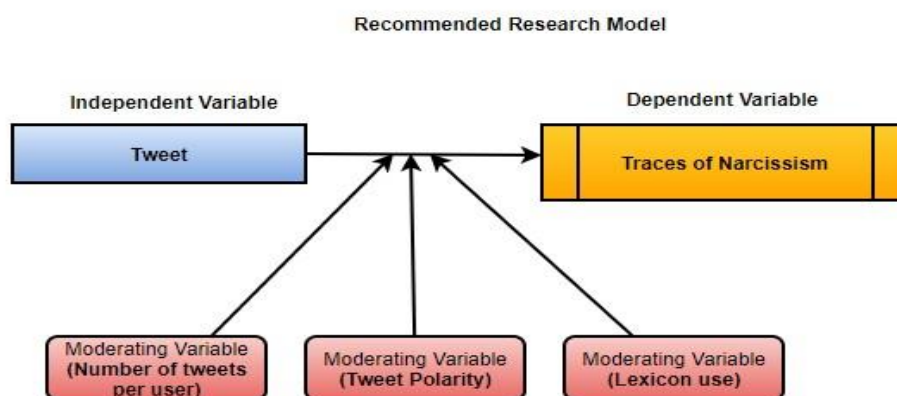 Recommended Research Model
Independent Variable
Dependent Variable
Tweet
Traces of Narcissism
Moderating Variable
(Number of tweets
per user)
Moderating Variable
(Tweet Polarity)
Moderating Variable
(Lexicon use)